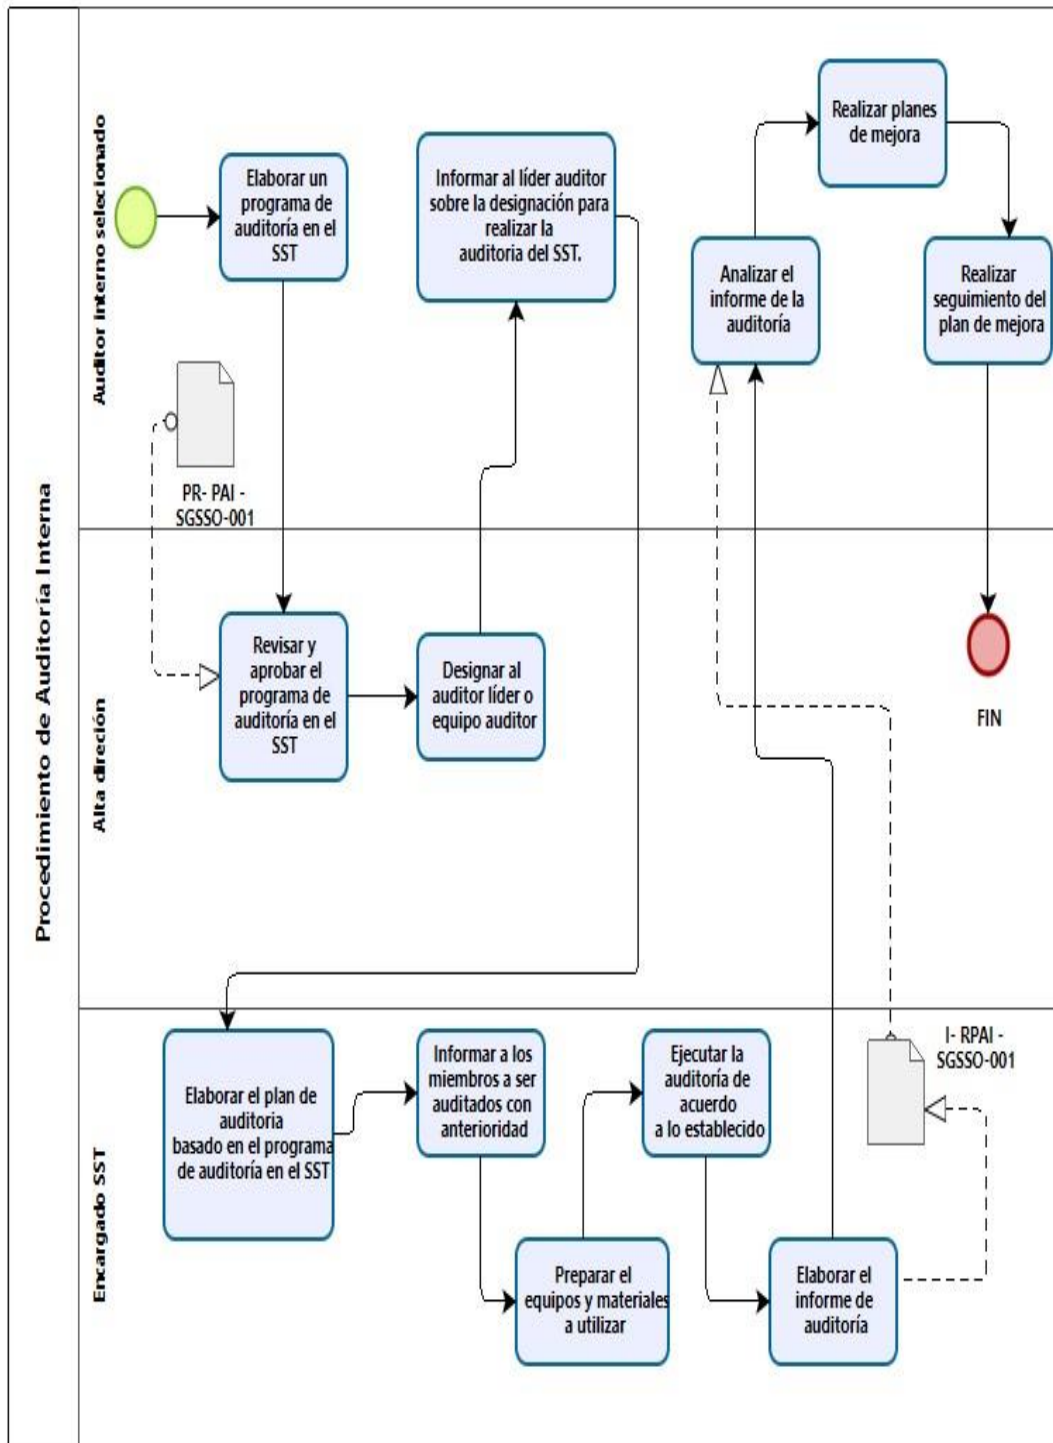 Procedimiento de Auditoría Interna
Auditor interno selecionado
Elaborar un
programa de
auditoría en el
SST
Informar al líder auditor
sobre la designación para
realizar la
auditoria del SST.
Realizar planes
de mejora
Analizar el
informe de la
auditoría
Realizar
seguimiento del
plan de mejora
PR- PAI -
SGSSO-001
Alta direción
Revisar y
aprobar el
programa de
auditoría en el
SST
Designar al
auditor líder o
equipo auditor
FIN
Encargado SST
Elaborar el plan de
auditoria
basado en el programa
de auditoría en el SST
Informar a los
miembros a ser
auditados con
anterioridad
Preparar el
equipos y materiales
a utilizar
Ejecutar la
auditoría de
acuerdo
a lo establecido
Elaborar el
informe de
auditoría
I- RPAI -
SGSSO-001